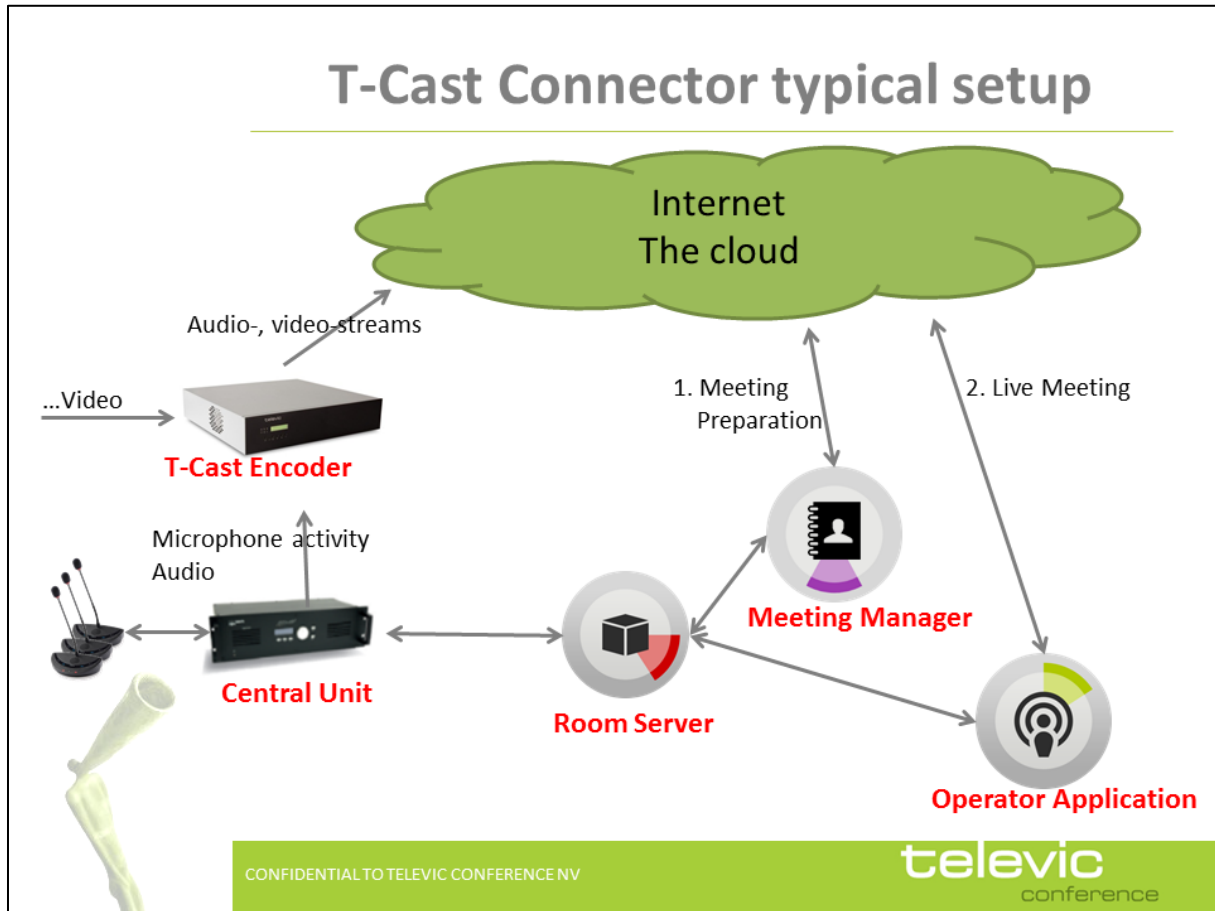 T-Cast Connector typical setup
Internet
The cloud
Audio-, video-streams
...Video
1. Meeting
Preparation
2. Live Meeting
T-Cast Encoder
Microphone activity
Audio
Meeting Manager
Central Unit
Room Server
Operator Application
CONFIDENTIAL TO TELEVIC CONFERENCE NV
televic
conference